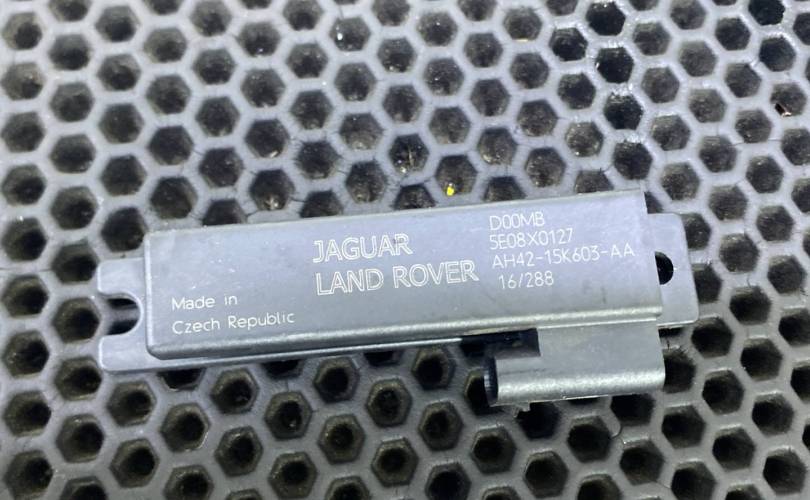 JAGUAR
LAND ROVER
D00MB
5E08X0127
AH42-15K603-AA
16/288
Made in
Czech Republic